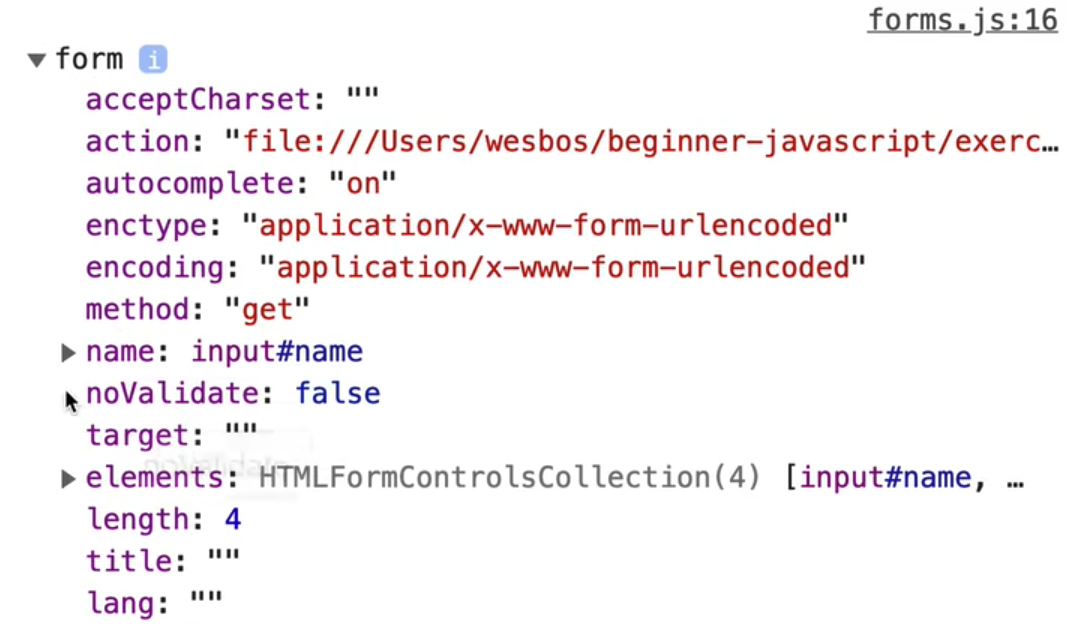 forms.js:16
▼ form i
acceptCharset: ""
action: "file:///Users/wesbos/beginner-javascript/exerc…
autocomplete: "on"
enctype: "application/x-www-form-urlencoded"
encoding: "application/x-www-form-urlencoded"
method: "get"
▶ name: input#name
noValidate: false
target: ""
▶ elements: HTMLFormControlsCollection(4) [input#name, …
length: 4
title: ""
lang: ""